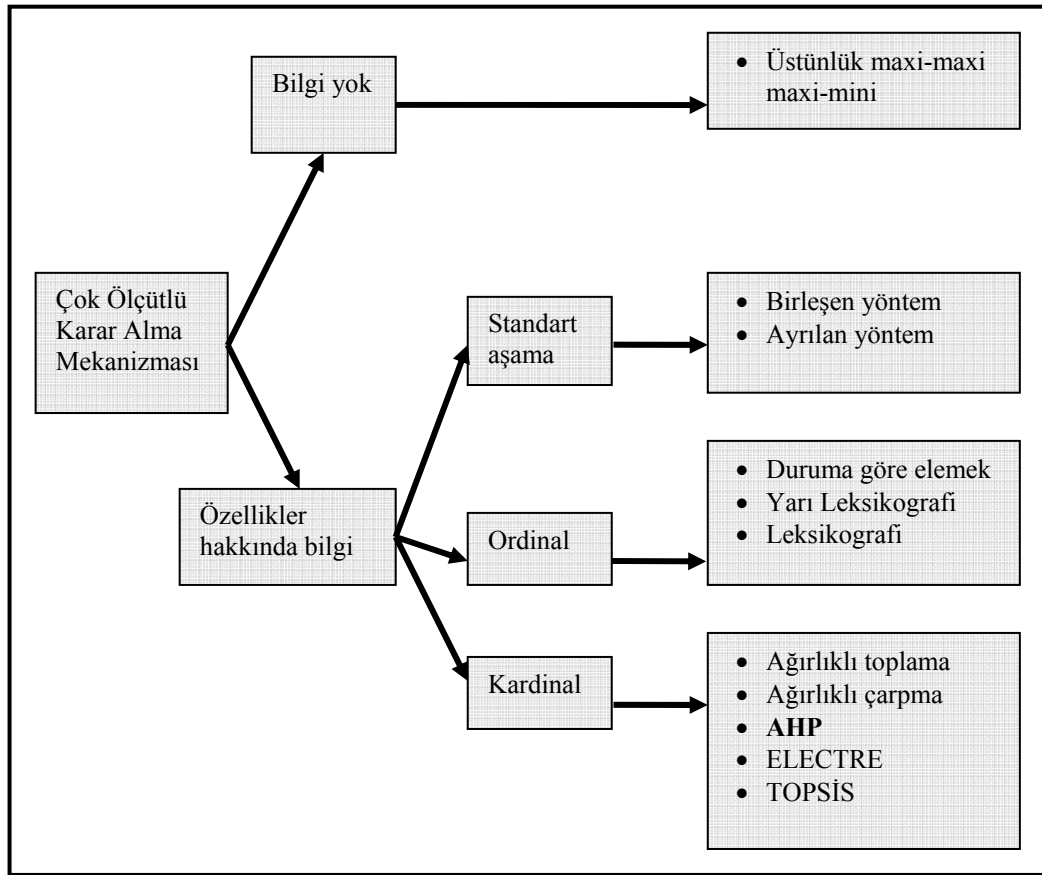 Bilgi yok
• Üstünlük maxi-maxi
maxi-mini
Çok Ölçütlü
Karar Alma
Mekanizması
Standart
aşama
• Birleşen yöntem
• Ayrılan yöntem
Özellikler
hakkında bilgi
Ordinal
• Duruma göre elemek
• Yarı Leksikografi
• Leksikografi
Kardinal
• Ağırlıklı toplama
• Ağırlıklı çarpma
• AHP
• ELECTRE
• TOPSİS